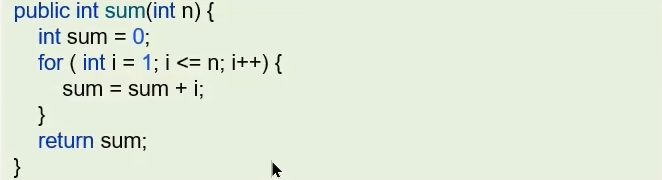 public int sum(int n) {
int sum = 0;
for ( int i = 1; i <= n; i++) {
sum = sum + i;
}
return sum;
}